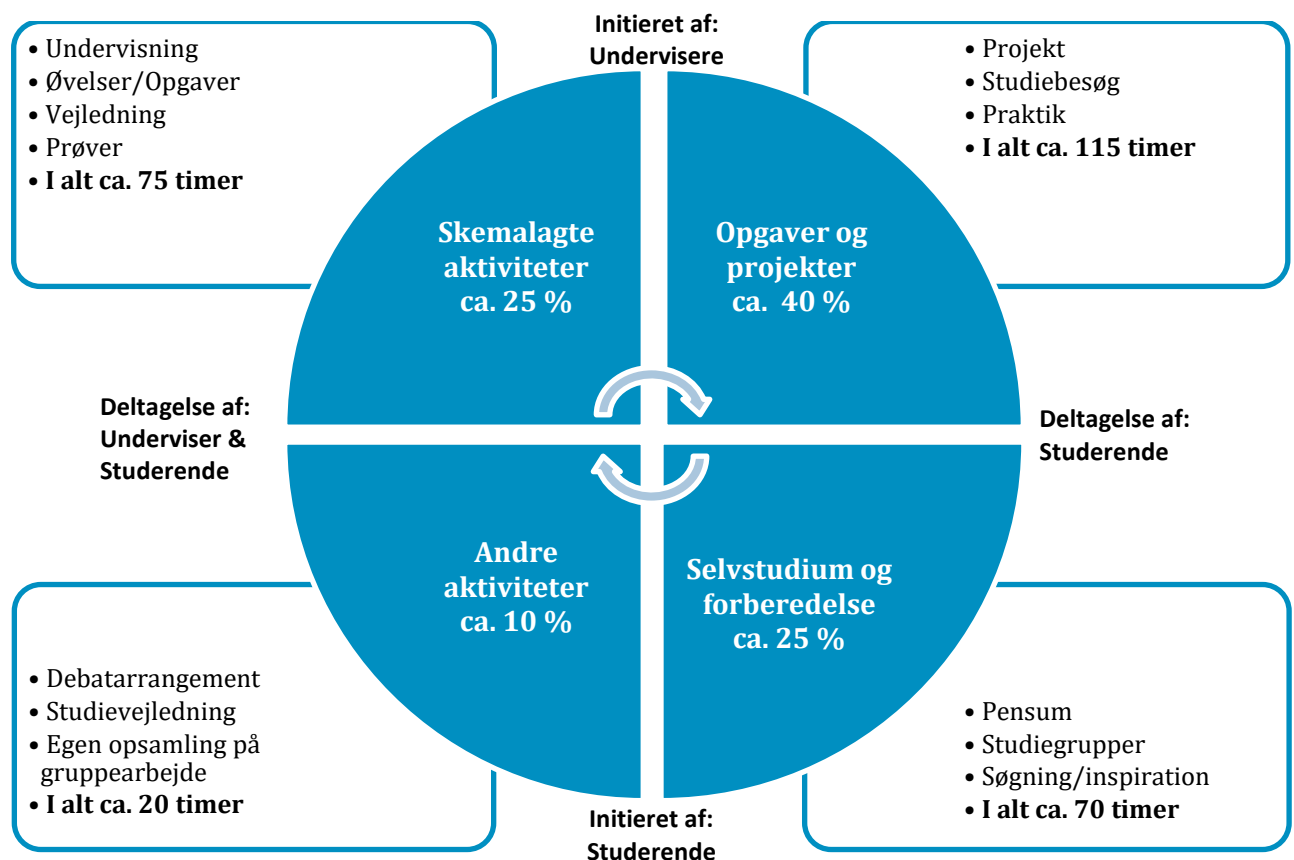 Initieret af:
Undervisere
• Undervisning
• Øvelser/Opgaver
• Vejledning
• Prøver
• I alt ca. 75 timer
• Projekt
• Studiebesøg
• Praktik
• I alt ca. 115 timer
Skemalagte
aktiviteter
ca. 25 %
Opgaver og
projekter
ca. 40 %
Deltagelse af:
Underviser &
Studerende
Deltagelse af:
Studerende
Andre
aktiviteter
ca. 10 %
Selvstudium og
forberedelse
ca. 25 %
• Debatarrangement
• Studievejledning
• Egen opsamling på
gruppearbejde
• I alt ca. 20 timer
• Pensum
• Studiegrupper
• Søgning/inspiration
• I alt ca. 70 timer
Initieret af:
Studerende